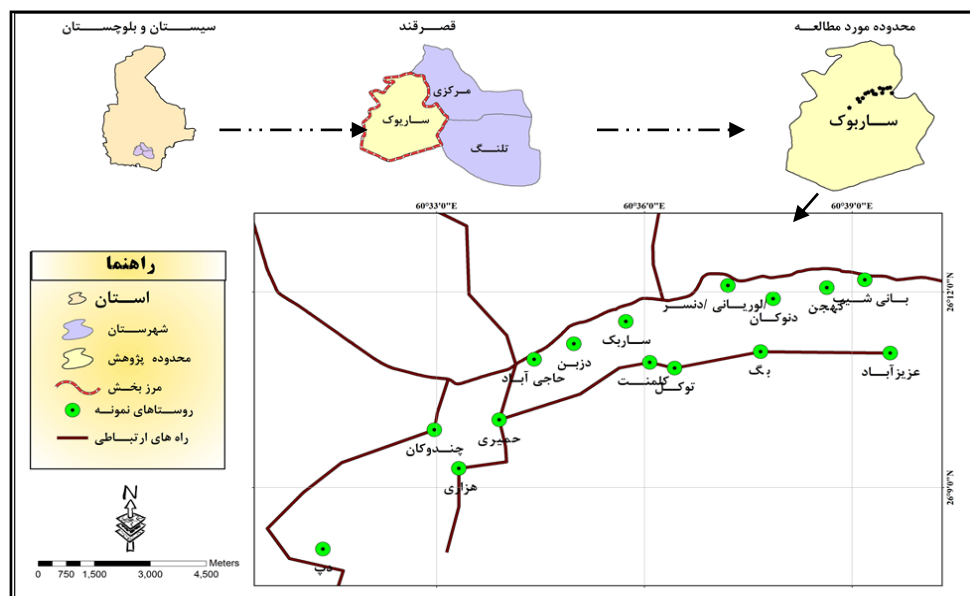 سیستان و بلوچستان
قصرقند
محدوده مورد مطالعه
مرکزی
ساریوک
تلنگ
ساربوک
60°33'0"E
60°36'0"E
60°39'0"E
26°12'0"N
26°9'0"N
بانی شیب
کهجن
دنوکان
لوریانی /دنسر/
ساربک
دزبن
حاجی آباد
کلمنت
توکل
بگ
عزیزآباد
حمیری
چندوکان
هزاری
دپ
راهنما
استان
شهرستان
محدوده پژوهش
مرز بخش
روستاهای نمونه
راه های ارتباطی
N
Meters
0 750 1,500 3,000 4,500